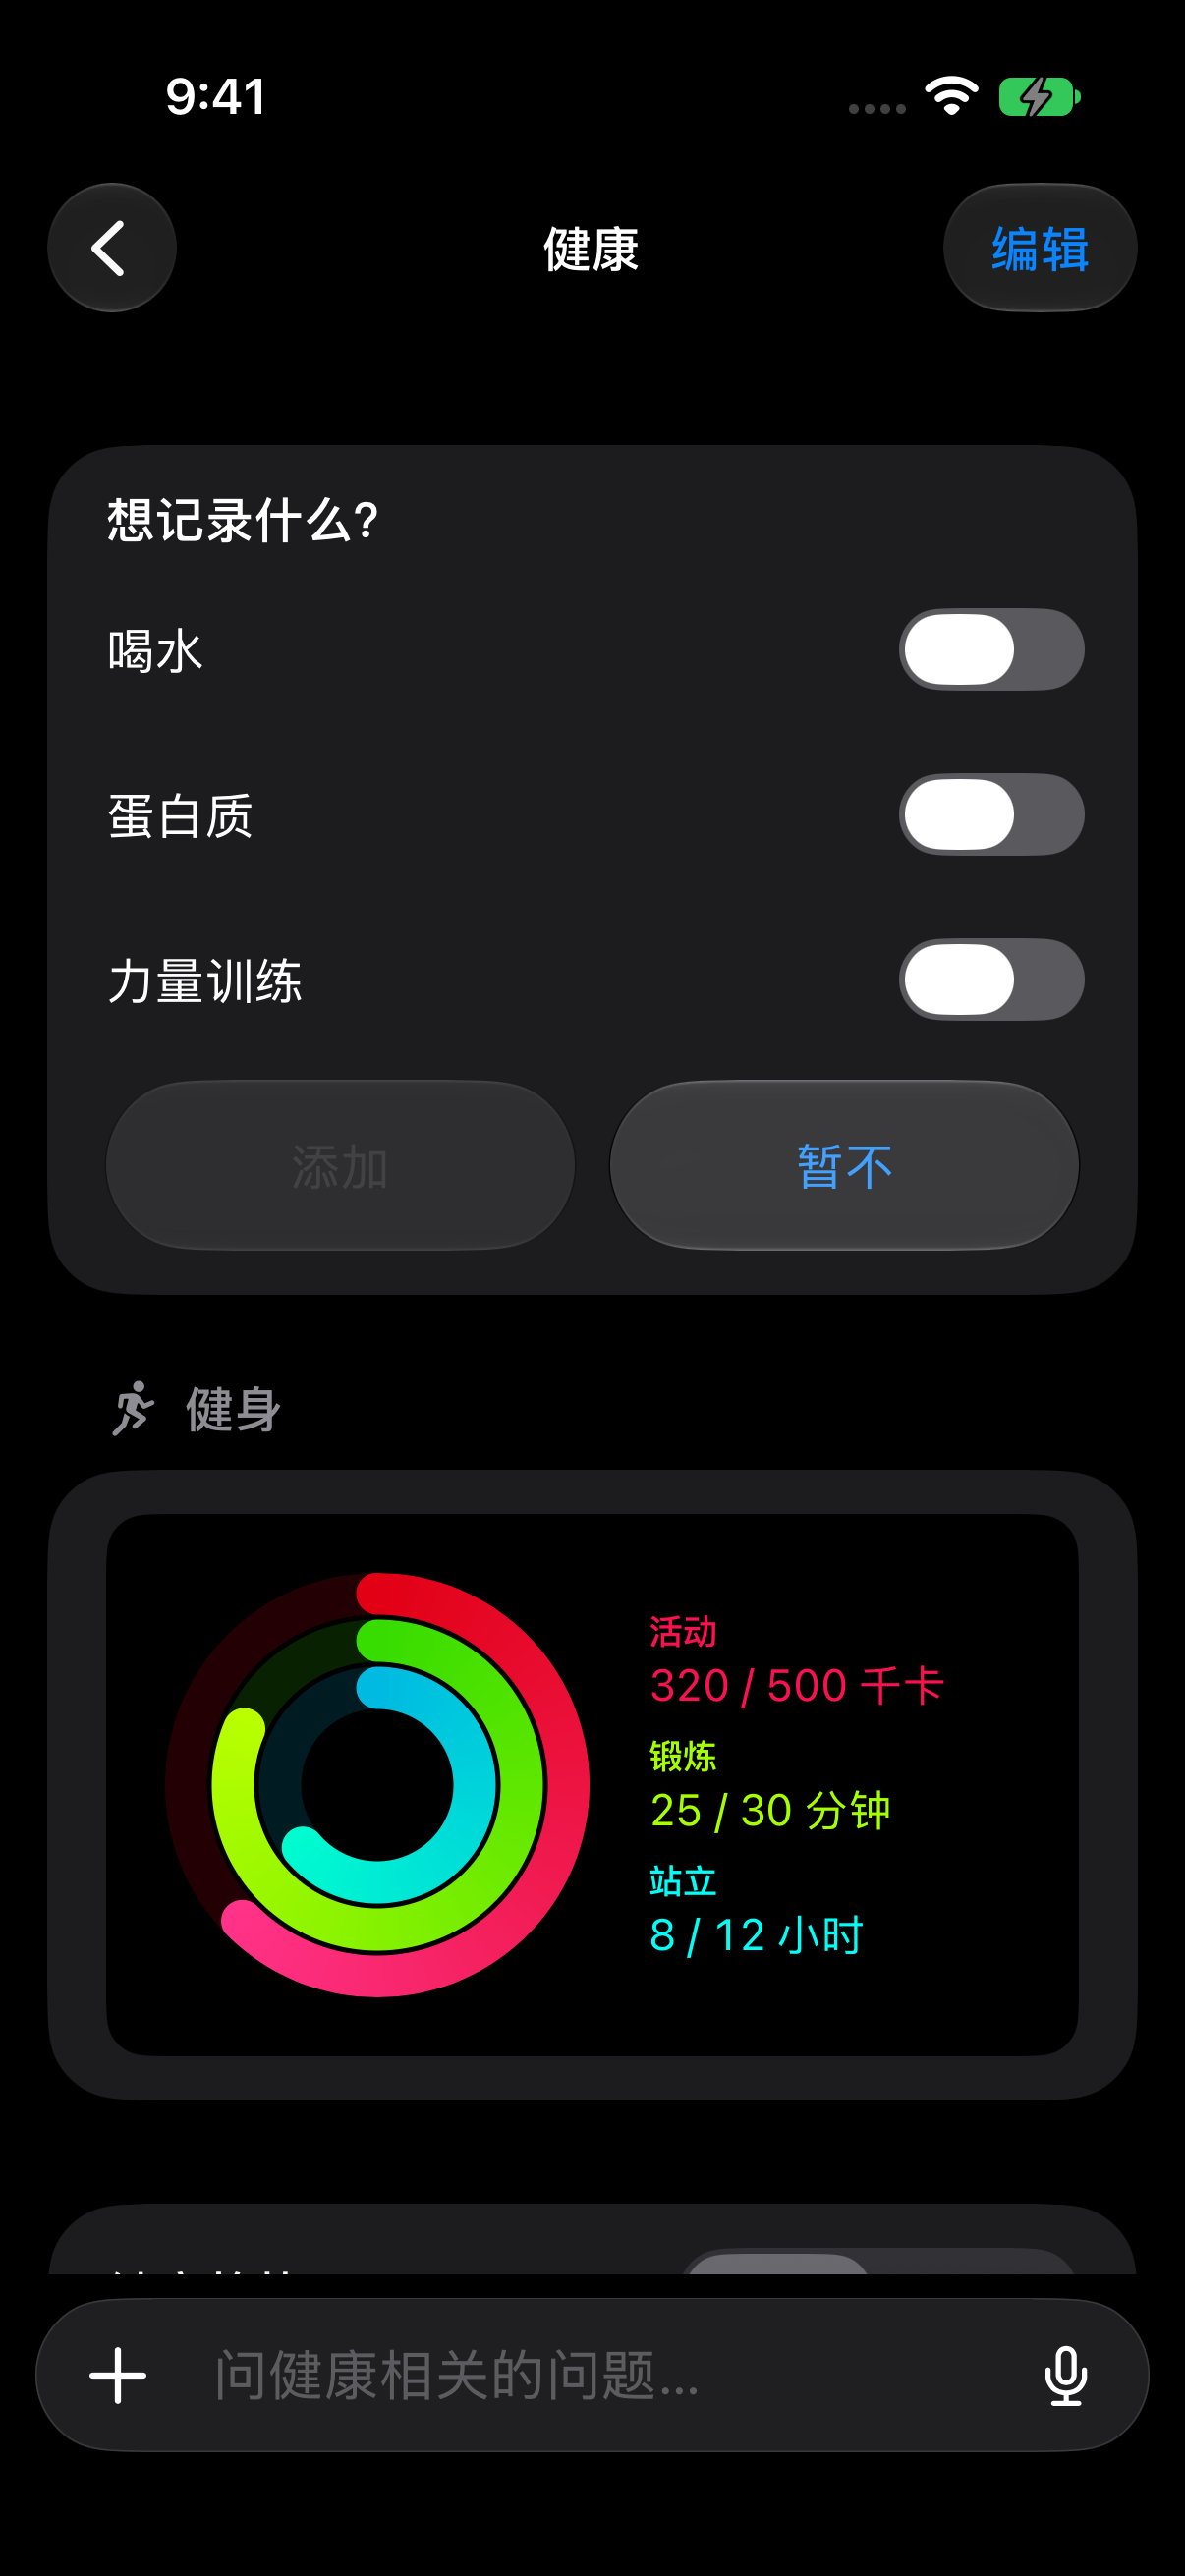 9:41
健康
编辑
想记录什么?
喝水
蛋白质
力量训练
添加
暂不
健身
活动
320 / 500 千卡
锻炼
25 / 30 分钟
站立
8 / 12 小时
问健康相关的问题...